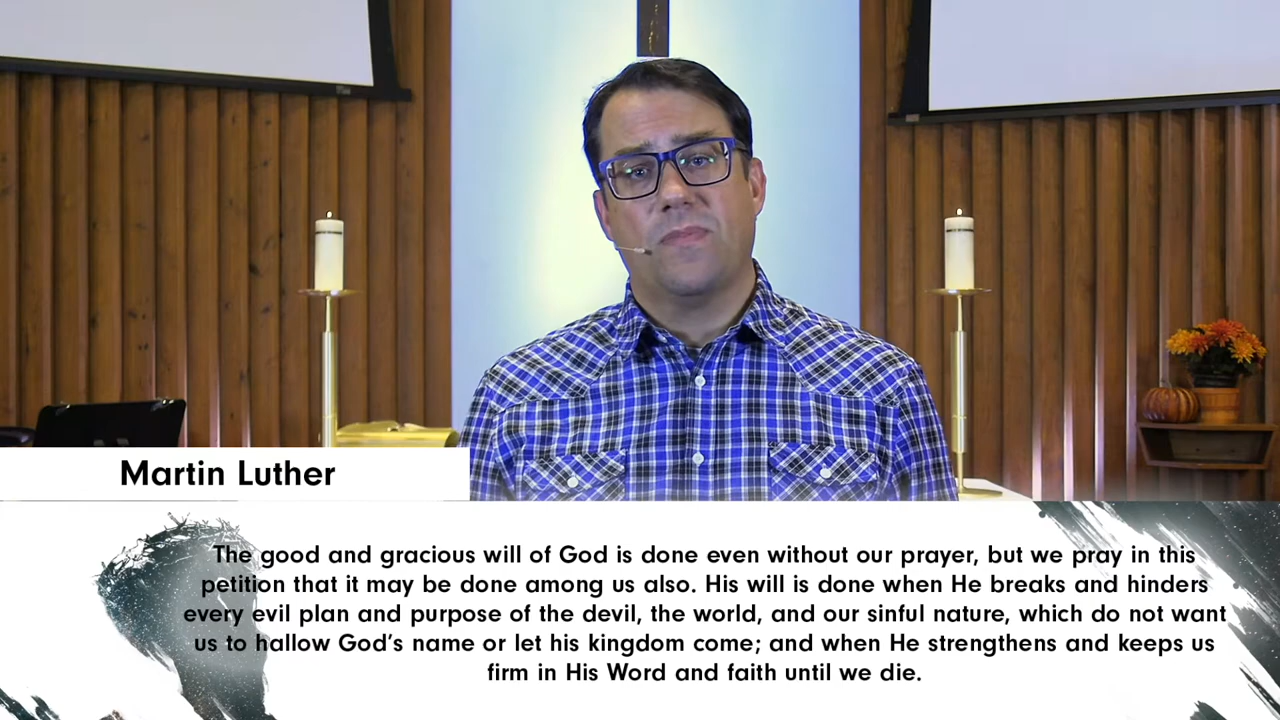 Martin Luther
The good and gracious will of God is done even without our prayer, but we pray in this
petition that it may be done among us also. His will is done when He breaks and hinders
every evil plan and purpose of the devil, the world, and our sinful nature, which do not want
us to hallow God's name or let his kingdom come; and when He strengthens and keeps us
firm in His Word and faith until we die.